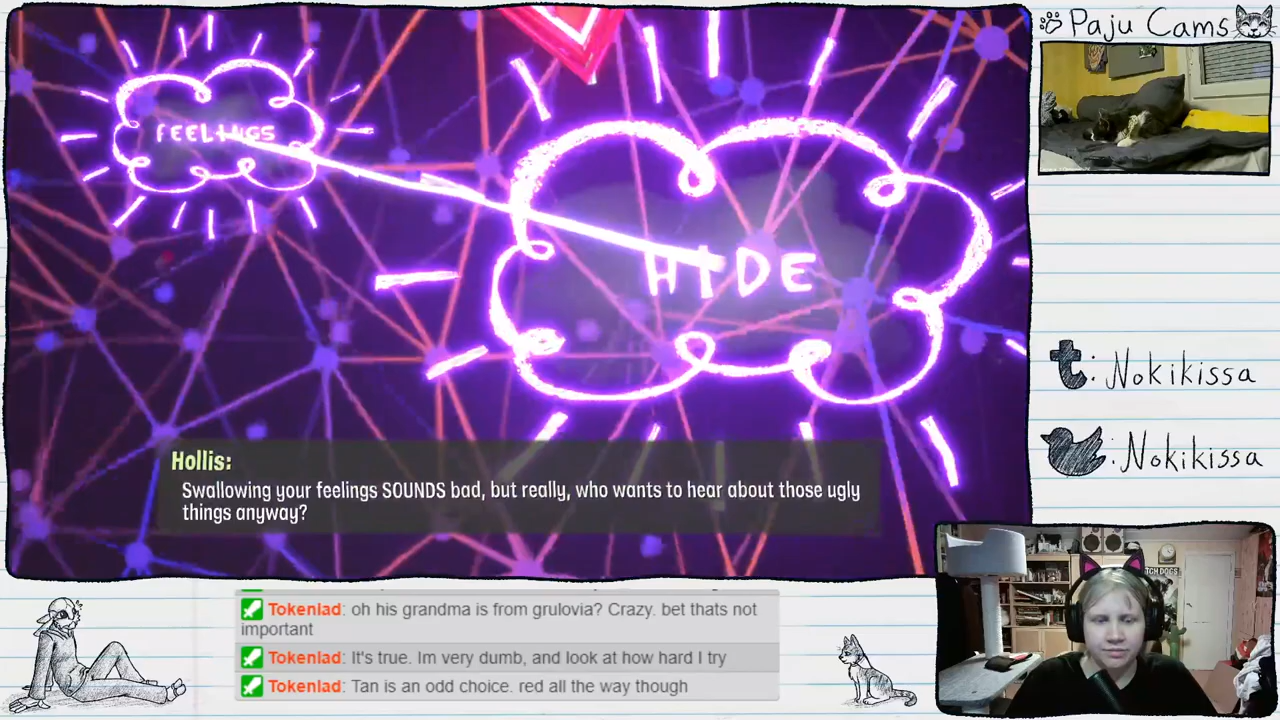 Paju Cams
FEELINGS
HIDE
Hollis:
Swallowing your feelings SOUNDS bad, but really, who wants to hear about those ugly
things anyway?
t: Nokikissa
: Nokikissa
TCH DOGS
Tokenlad: oh his grandma is from grulovia? Crazy. bet thats not
important
Tokenlad: It's true. Im very dumb, and look at how hard I try
Tokenlad: Tan is an odd choice. red all the way though